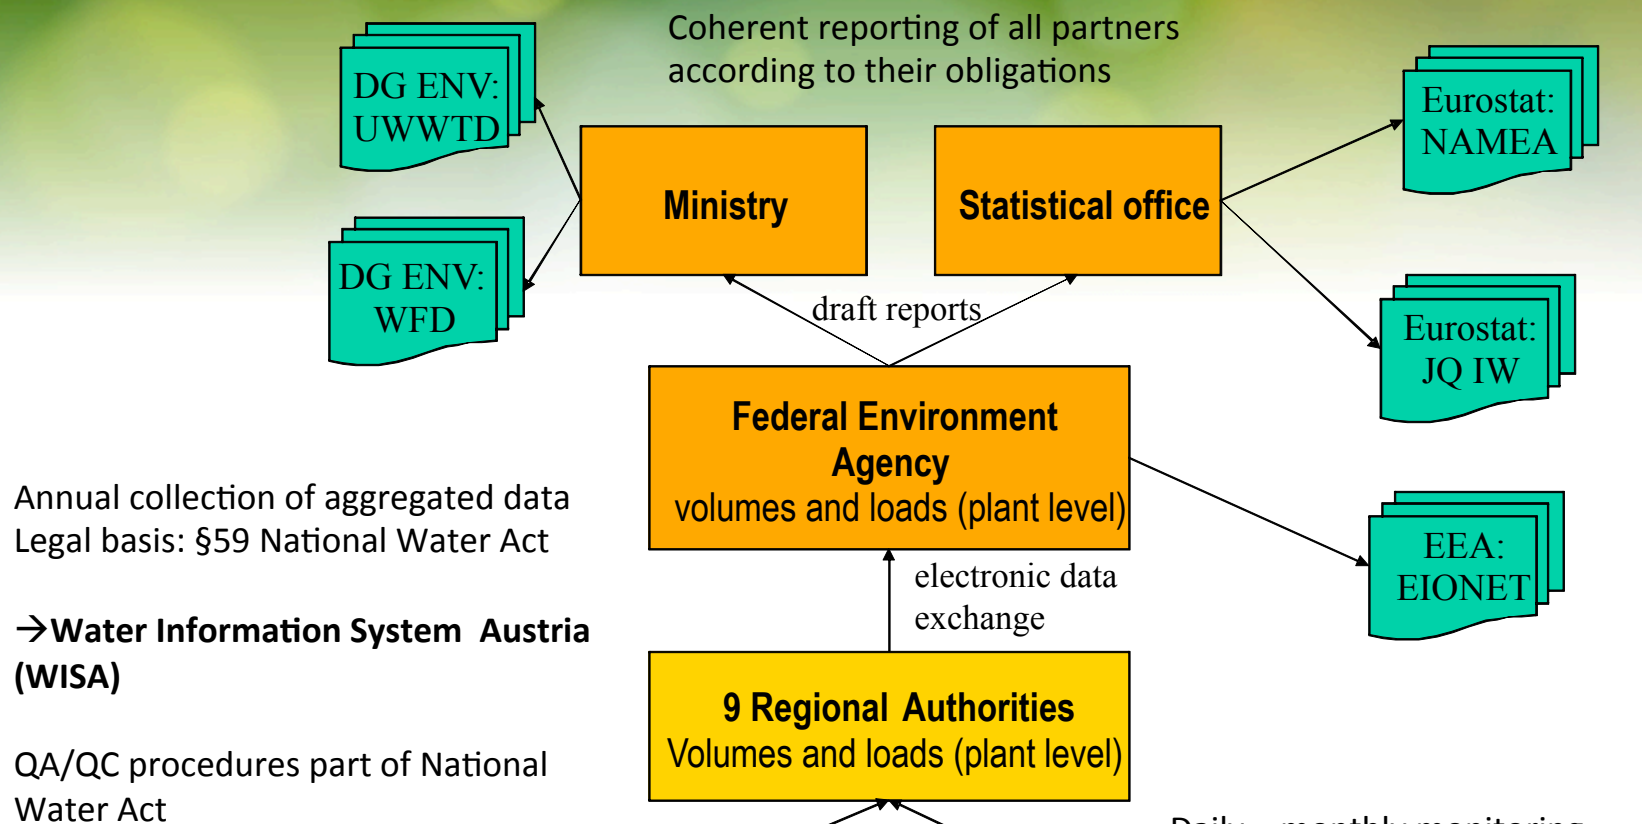 Coherent reporting of all partners
according to their obligations
DG ENV:
UWWTD
Eurostat:
NAMEA
Ministry
Statistical office
DG ENV:
WFD
draft reports
Eurostat:
JQ IW
Federal Environment
Agency
volumes and loads (plant level)
Annual collection of aggregated data
Legal basis: §59 National Water Act
EEA:
EIONET
electronic data
exchange
→Water Information System Austria
(WISA)
9 Regional Authorities
Volumes and loads (plant level)
QA/QC procedures part of National
Water Act
Daily – monthly monitoring